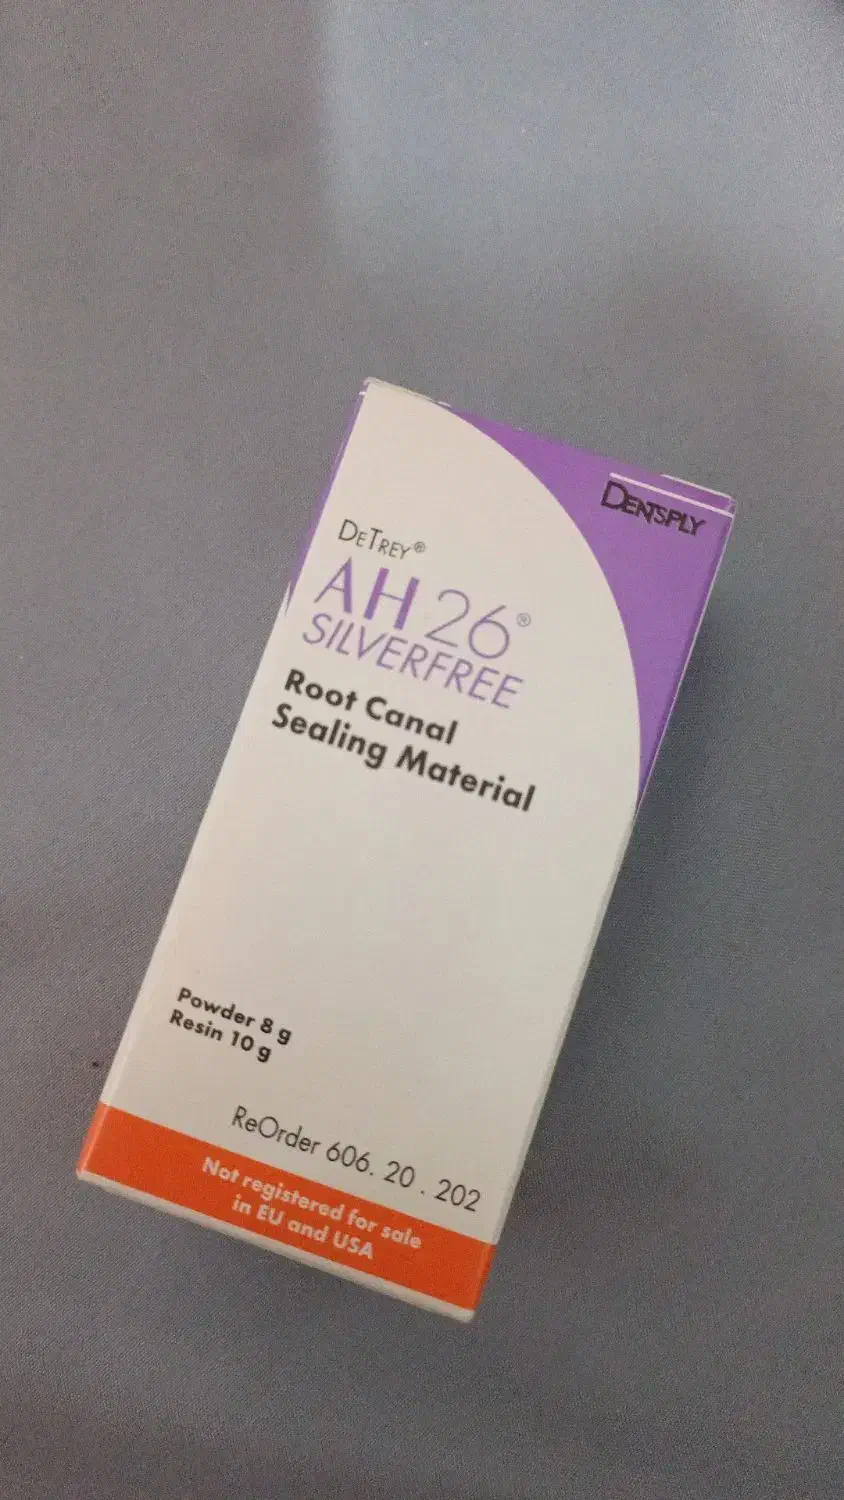 DENTSPLY
DETREY®
AH 26®
SILVERFREE
Root Canal
Sealing Material
Powder 8 g
Resin 10 g
ReOrder 606. 20 . 202
Not registered for sale
in EU and USA